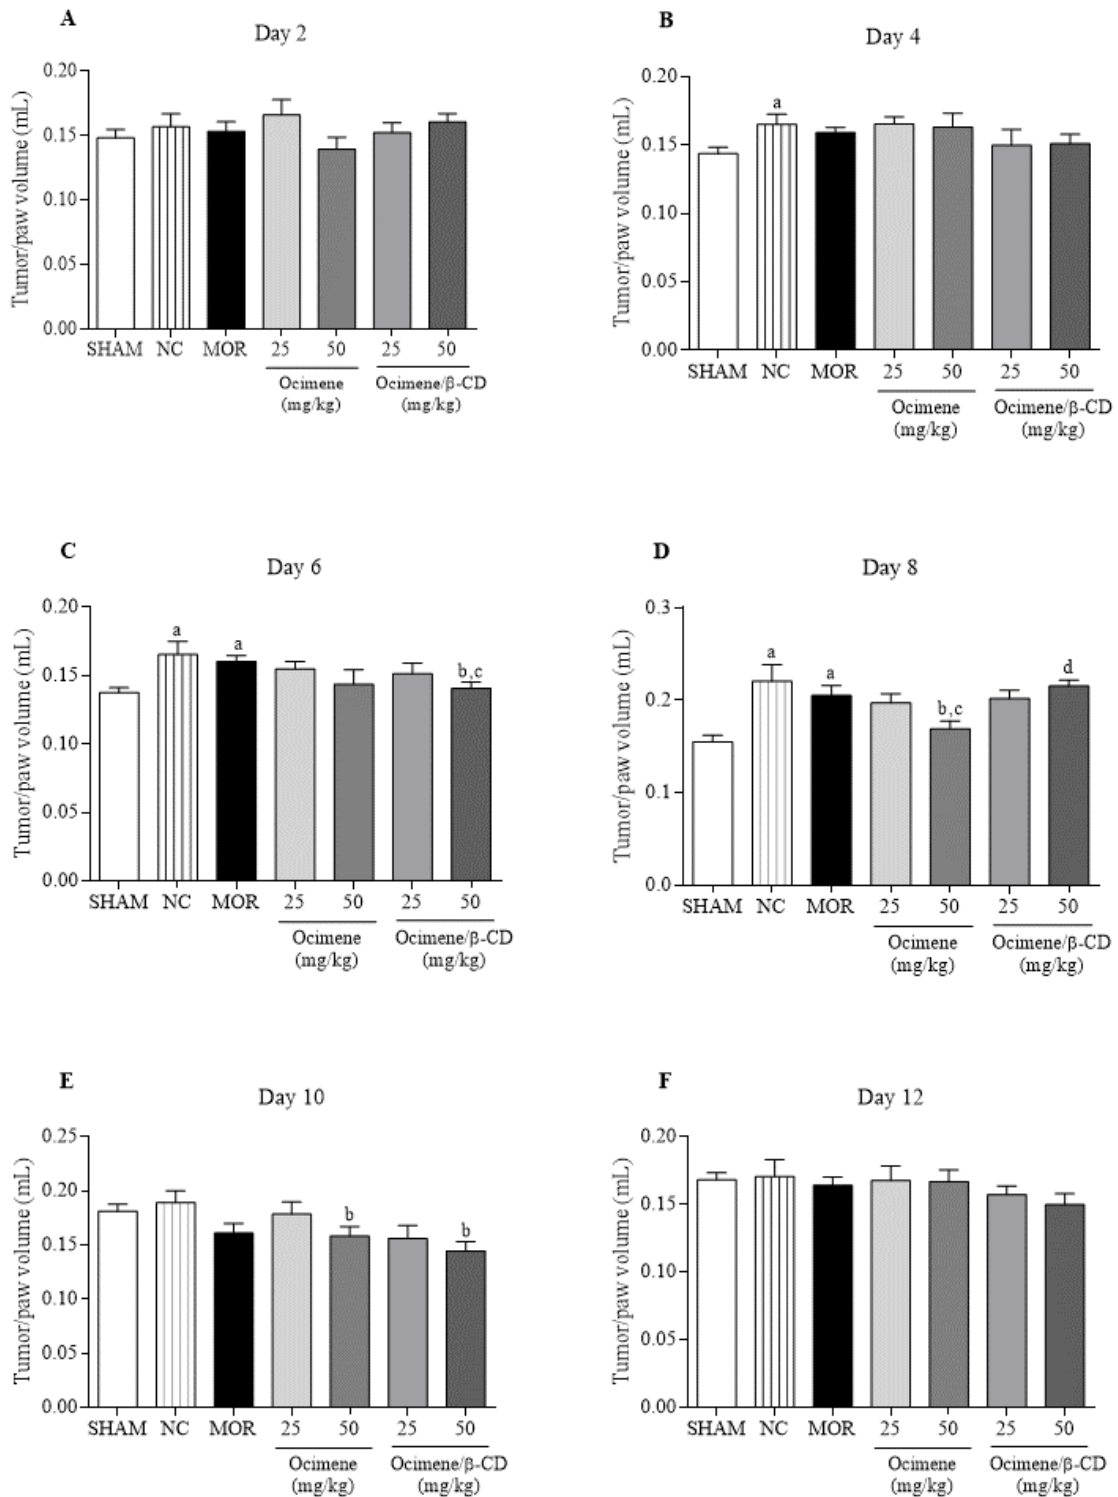 A
Day 2
Tumor/paw volume (mL)
0.20
0.15
0.10
0.05
0.00
SHAM NC MOR 25 50 25 50
Ocimene Ocimene/β-CD
(mg/kg) (mg/kg)
B
Day 4
Tumor/paw volume (mL)
0.20
0.15
0.10
0.05
0.00
a
SHAM NC MOR 25 50 25 50
Ocimene Ocimene/β-CD
(mg/kg) (mg/kg)
C
Day 6
Tumor/paw volume (mL)
0.20
0.15
0.10
0.05
0.00
a a b,c
SHAM NC MOR 25 50 25 50
Ocimene Ocimene/β-CD
(mg/kg) (mg/kg)
D
Day 8
Tumor/paw volume (mL)
0.3
0.2
0.1
0.0
a a b,c d
SHAM NC MOR 25 50 25 50
Ocimene Ocimene/β-CD
(mg/kg) (mg/kg)
E
Day 10
Tumor/paw volume (mL)
0.25
0.20
0.15
0.10
0.05
0.00
b b
SHAM NC MOR 25 50 25 50
Ocimene Ocimene/β-CD
(mg/kg) (mg/kg)
F
Day 12
Tumor/paw volume (mL)
0.20
0.15
0.10
0.05
0.00
SHAM NC MOR 25 50 25 50
Ocimene Ocimene/β-CD
(mg/kg) (mg/kg)